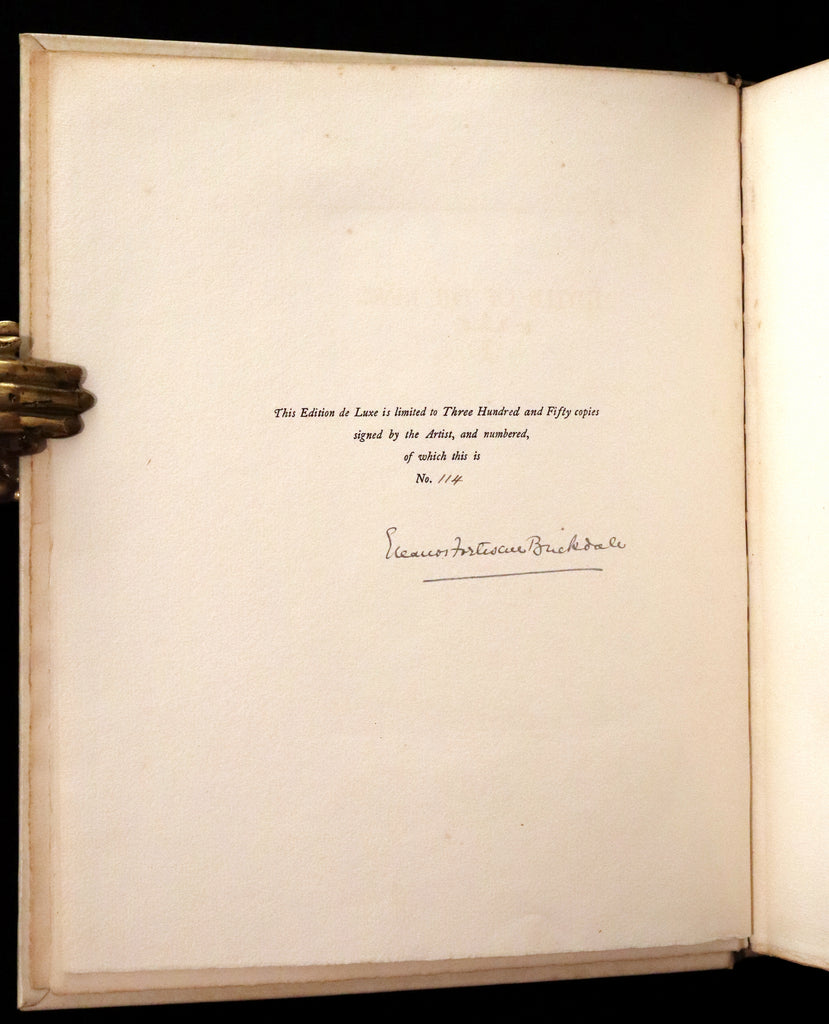 This Edition de Luxe is limited to Three Hundred and Fifty copies
signed by the Artist, and numbered,
of which this is
No. 114
Eleanor Fortescue Brickdale